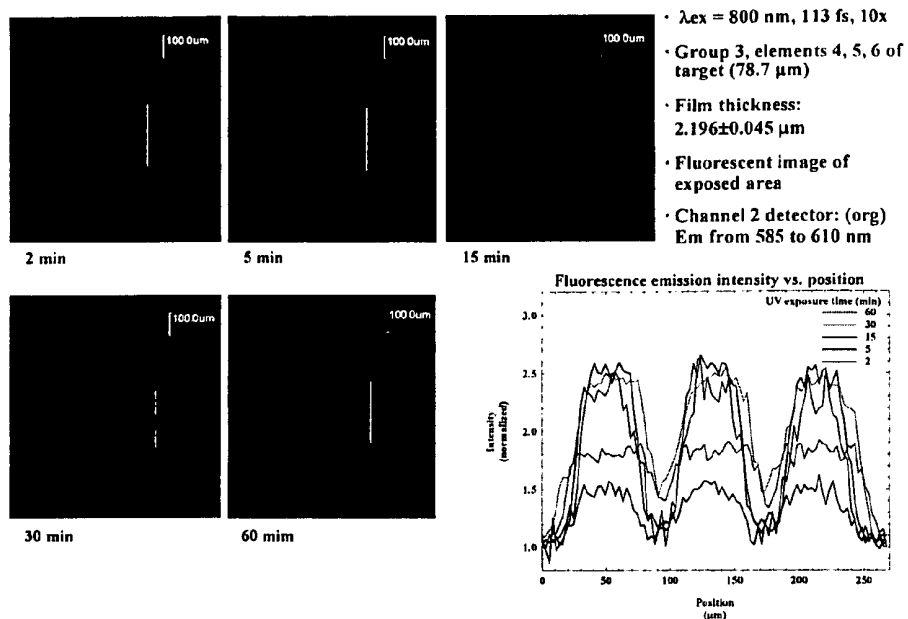 100.0um
100.0um
100.0um
2 min
5 min
15 min
· λex = 800 nm, 113 fs, 10x
· Group 3, elements 4, 5, 6 of
target (78.7 μm)
· Film thickness:
2.196±0.045 μm
· Fluorescent image of
exposed area
· Channel 2 detector: (org)
Em from 585 to 610 nm
100.0um
100.0um
30 min
60 mim
Fluorescence emission intensity vs. position
UV exposure time (min)
60
30
15
5
2
3.0
2.5
2.0
1.5
1.0
Intensity
(normalized)
0
50
100
150
200
250
Position
(μm)